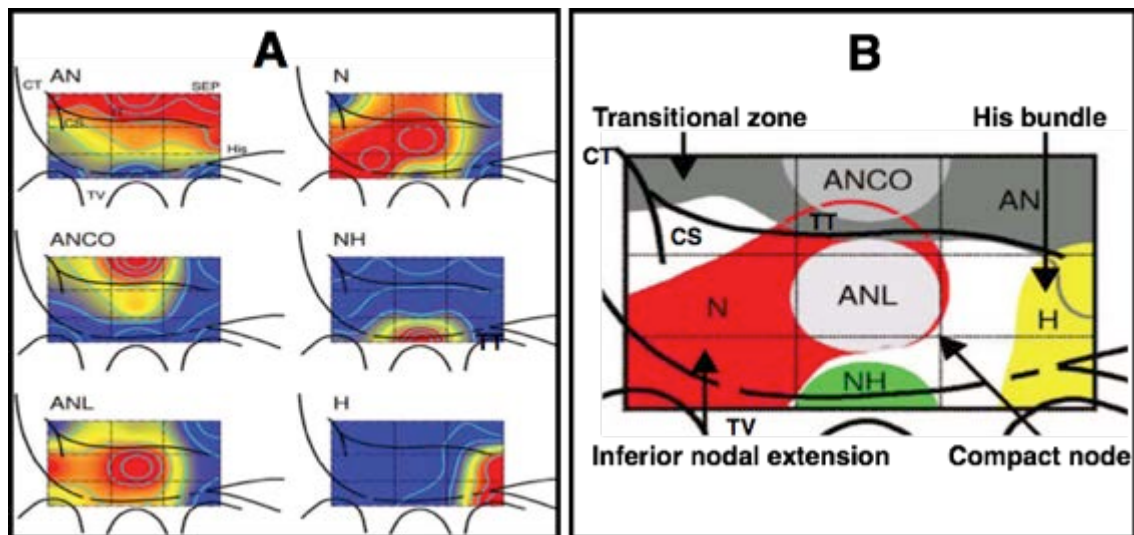 A
AN
CT
SEP
TT
CS
His
TV
N
ANCO
NH
TT
ANL
H
B
Transitional zone
His bundle
CT
ANCO
AN
TT
CS
ANL
N
H
NH
TV
Inferior nodal extension
Compact node